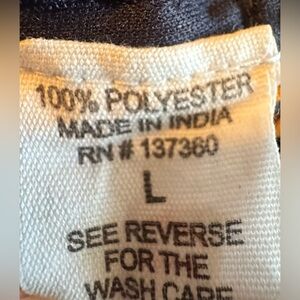 100% POLYESTER
MADE IN INDIA
RN # 137360
L
SEE REVERSE
FOR THE
WASH CARE